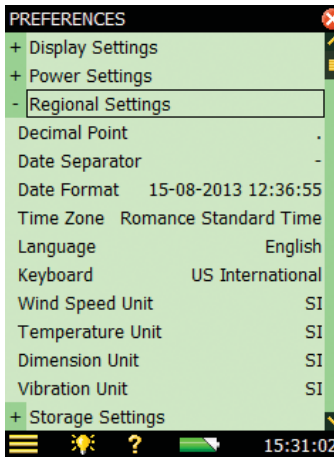 PREFERENCES
+ Display Settings
+ Power Settings
- Regional Settings
Decimal Point .
Date Separator -
Date Format 15-08-2013 12:36:55
Time Zone Romance Standard Time
Language English
Keyboard US International
Wind Speed Unit SI
Temperature Unit SI
Dimension Unit SI
Vibration Unit SI
+ Storage Settings
? 15:31:02